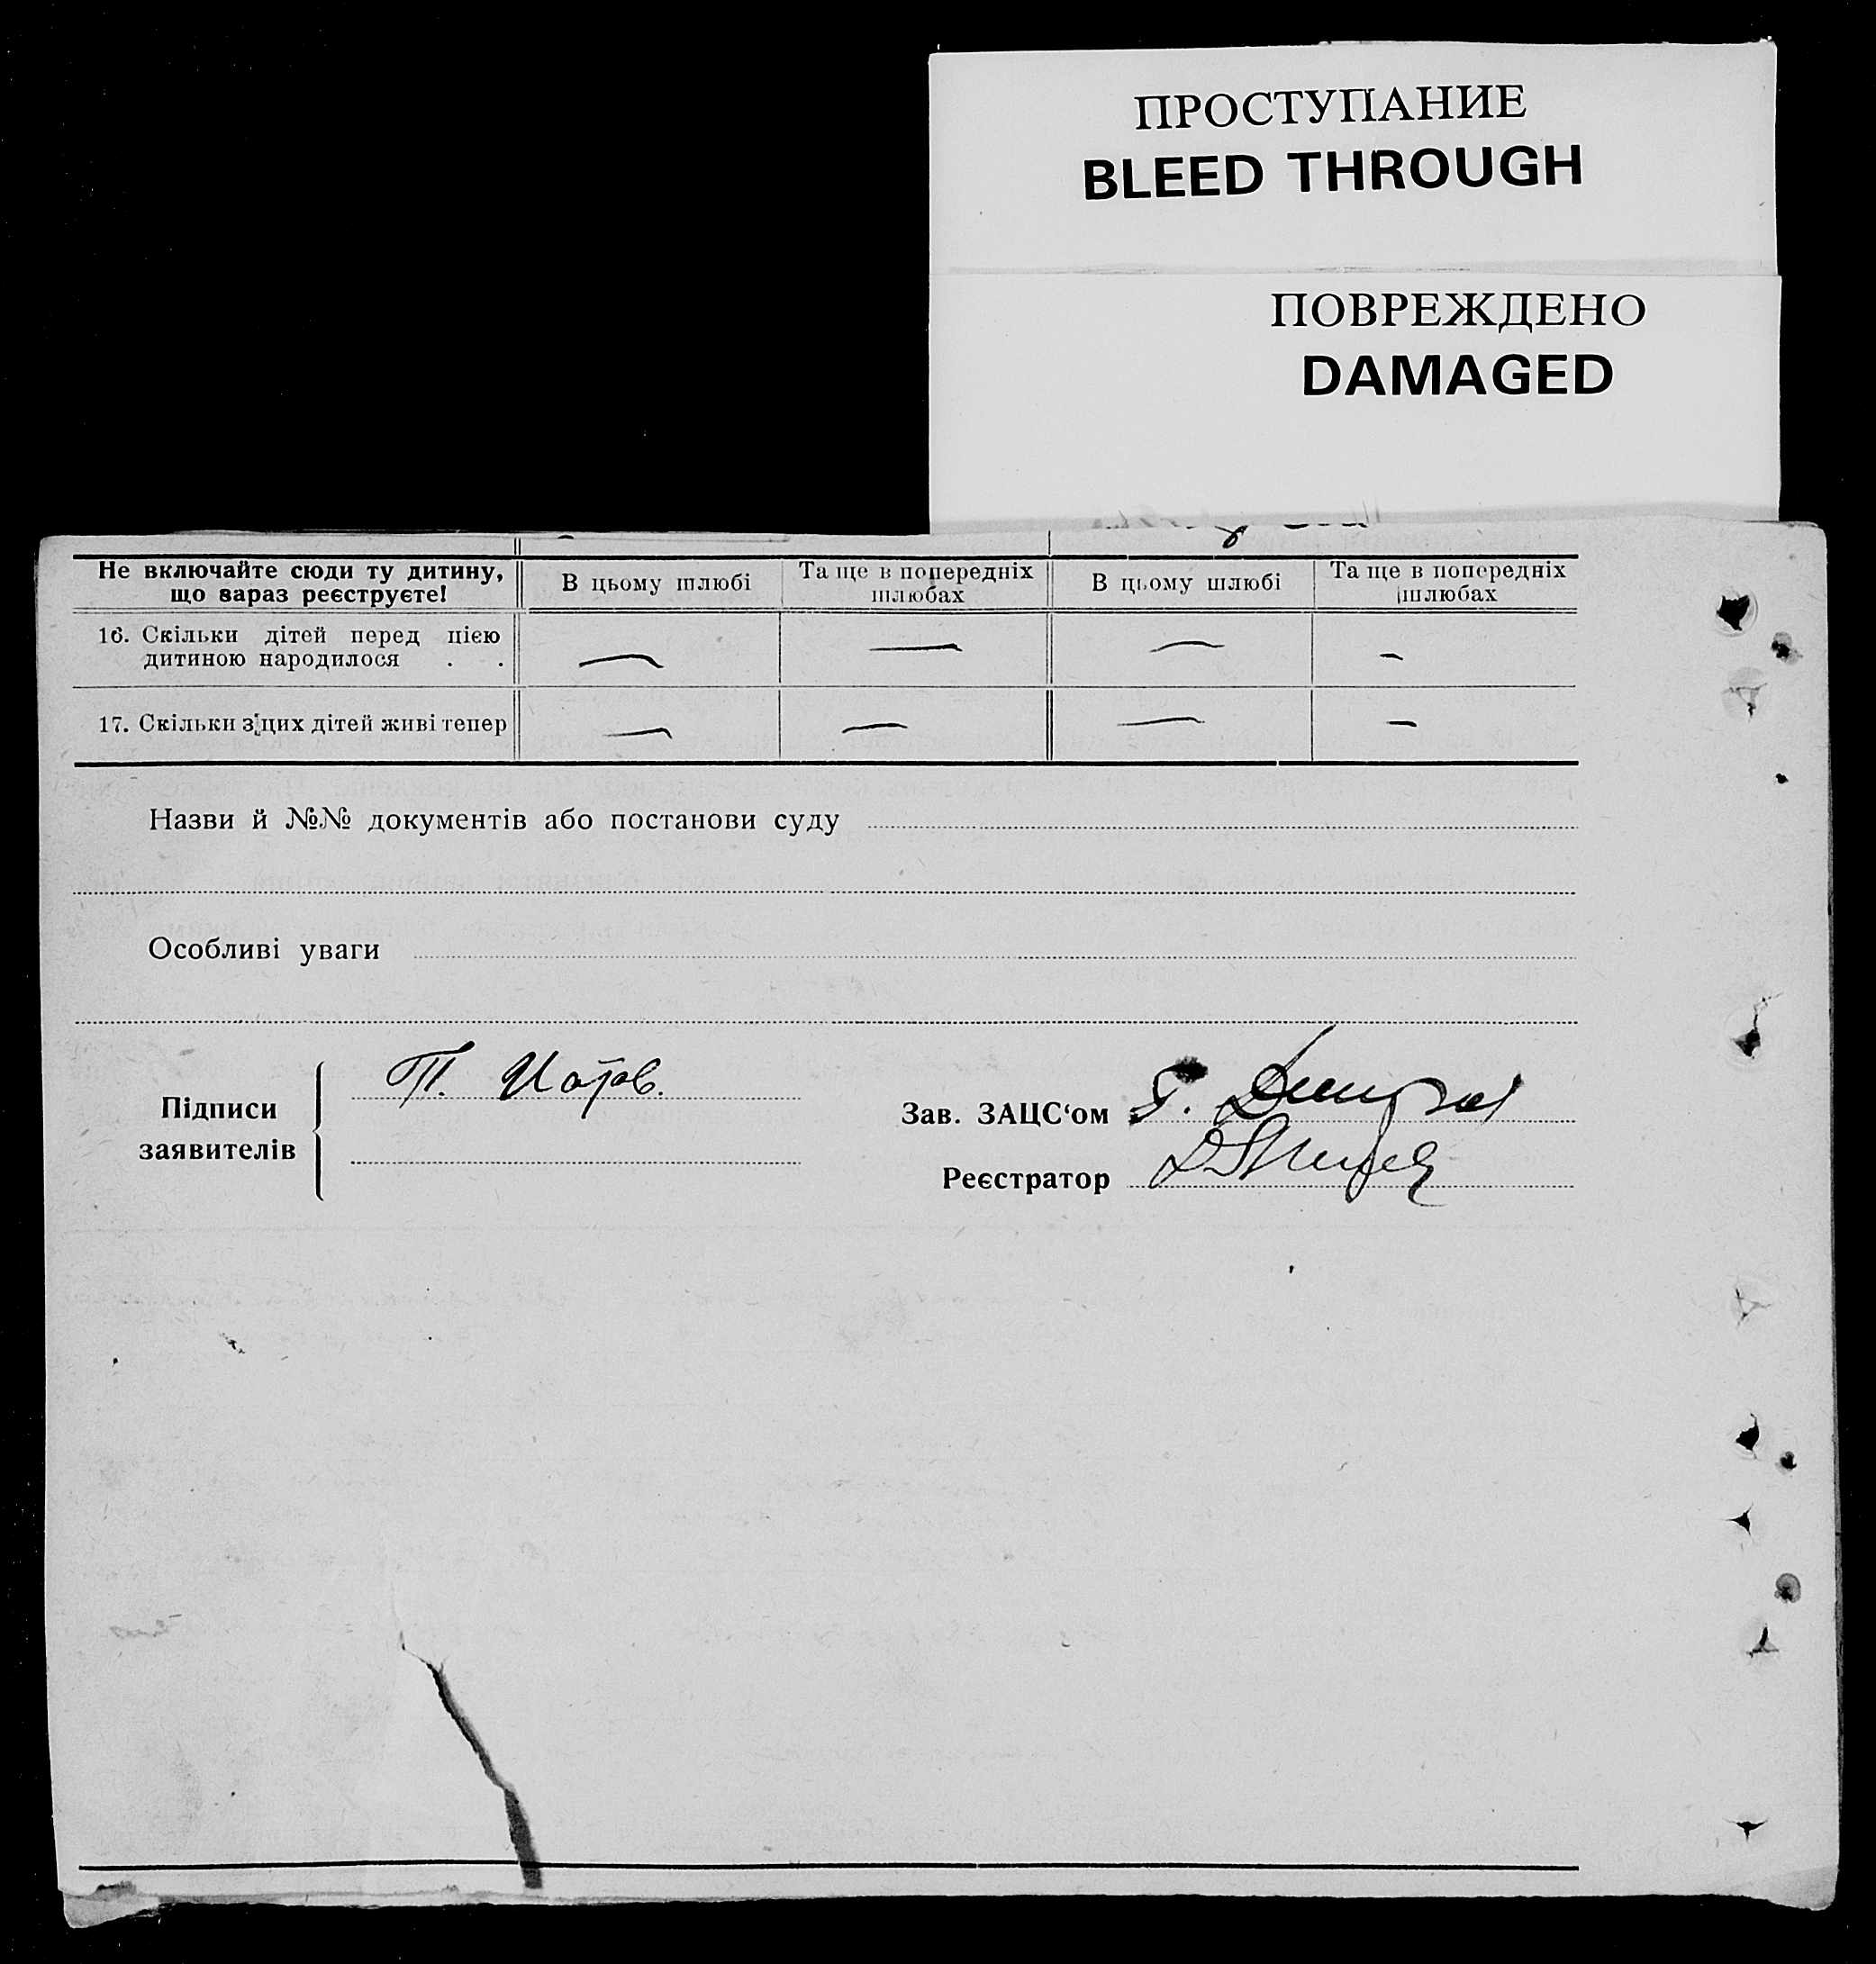 ПРОСТУПАНИЕ
BLEED THROUGH
ПОВРЕЖДЕНО
DAMAGED
Не включайте сюди ту дитину, що зараз реєструєте!
В цьому шлюбі
Та ще в попередніх шлюбах
В цьому шлюбі
Та ще в попередніх шлюбах
16. Скільки дітей перед цією
дитиною народилося . .
— — — —
17. Скільки з цих дітей живі тепер
— — — —
Назви й №№ документів або постанови суду
Особливі уваги
Підписи
заявителів
П.
Зав. ЗАЦС‘ом
Реєстратор